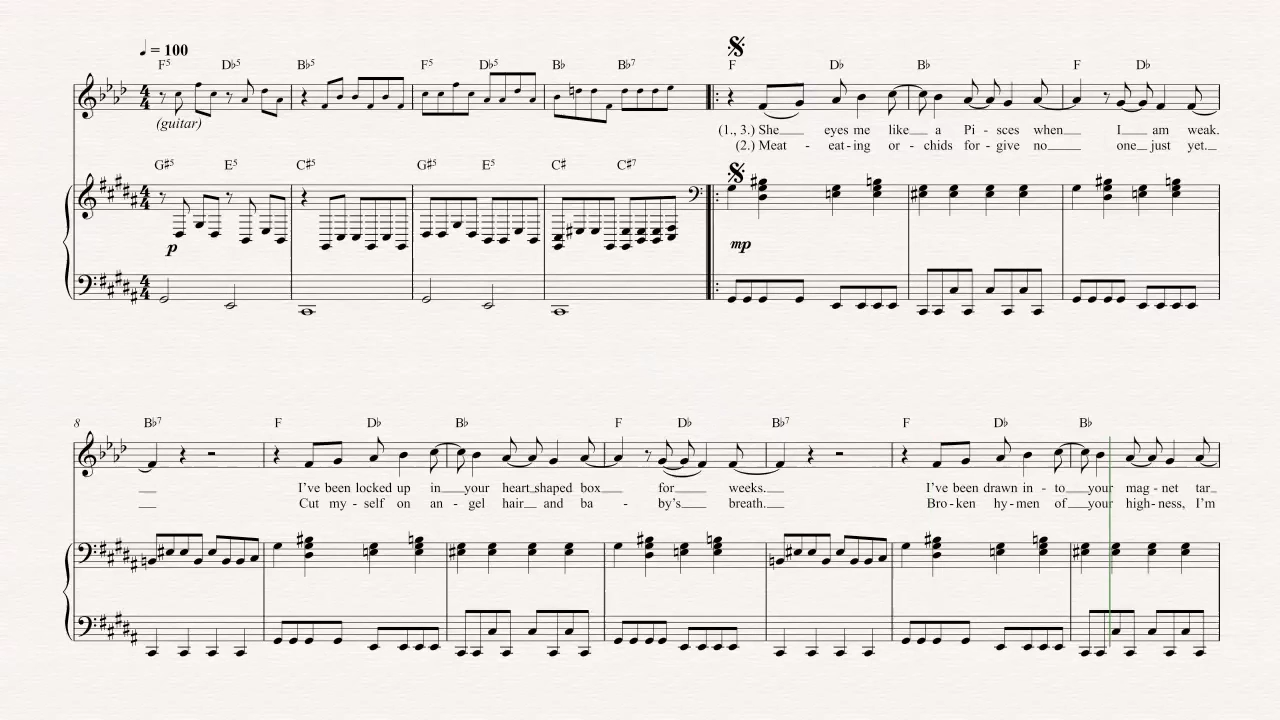 ♩ = 100
F5 D♭5 B♭5 F5 D♭5 B♭ B♭7 F D♭ B♭ F D♭
(guitar)
(1., 3.) She eyes me like a Pi - sces when I am weak.
(2.) Meat - eat - ing or - chids for - give no one just yet.
G♯5 E5 C♯5 G♯5 E5 C♯ C♯7
p mp
8
B♭7 F D♭ B♭ F D♭ B♭7 F D♭ B♭
I've been locked up in your heart shaped box for weeks. I've been drawn in - to your mag - net tar
Cut my - self on an - gel hair and ba - by's breath. Bro - ken hy - men of your high - ness, I'm